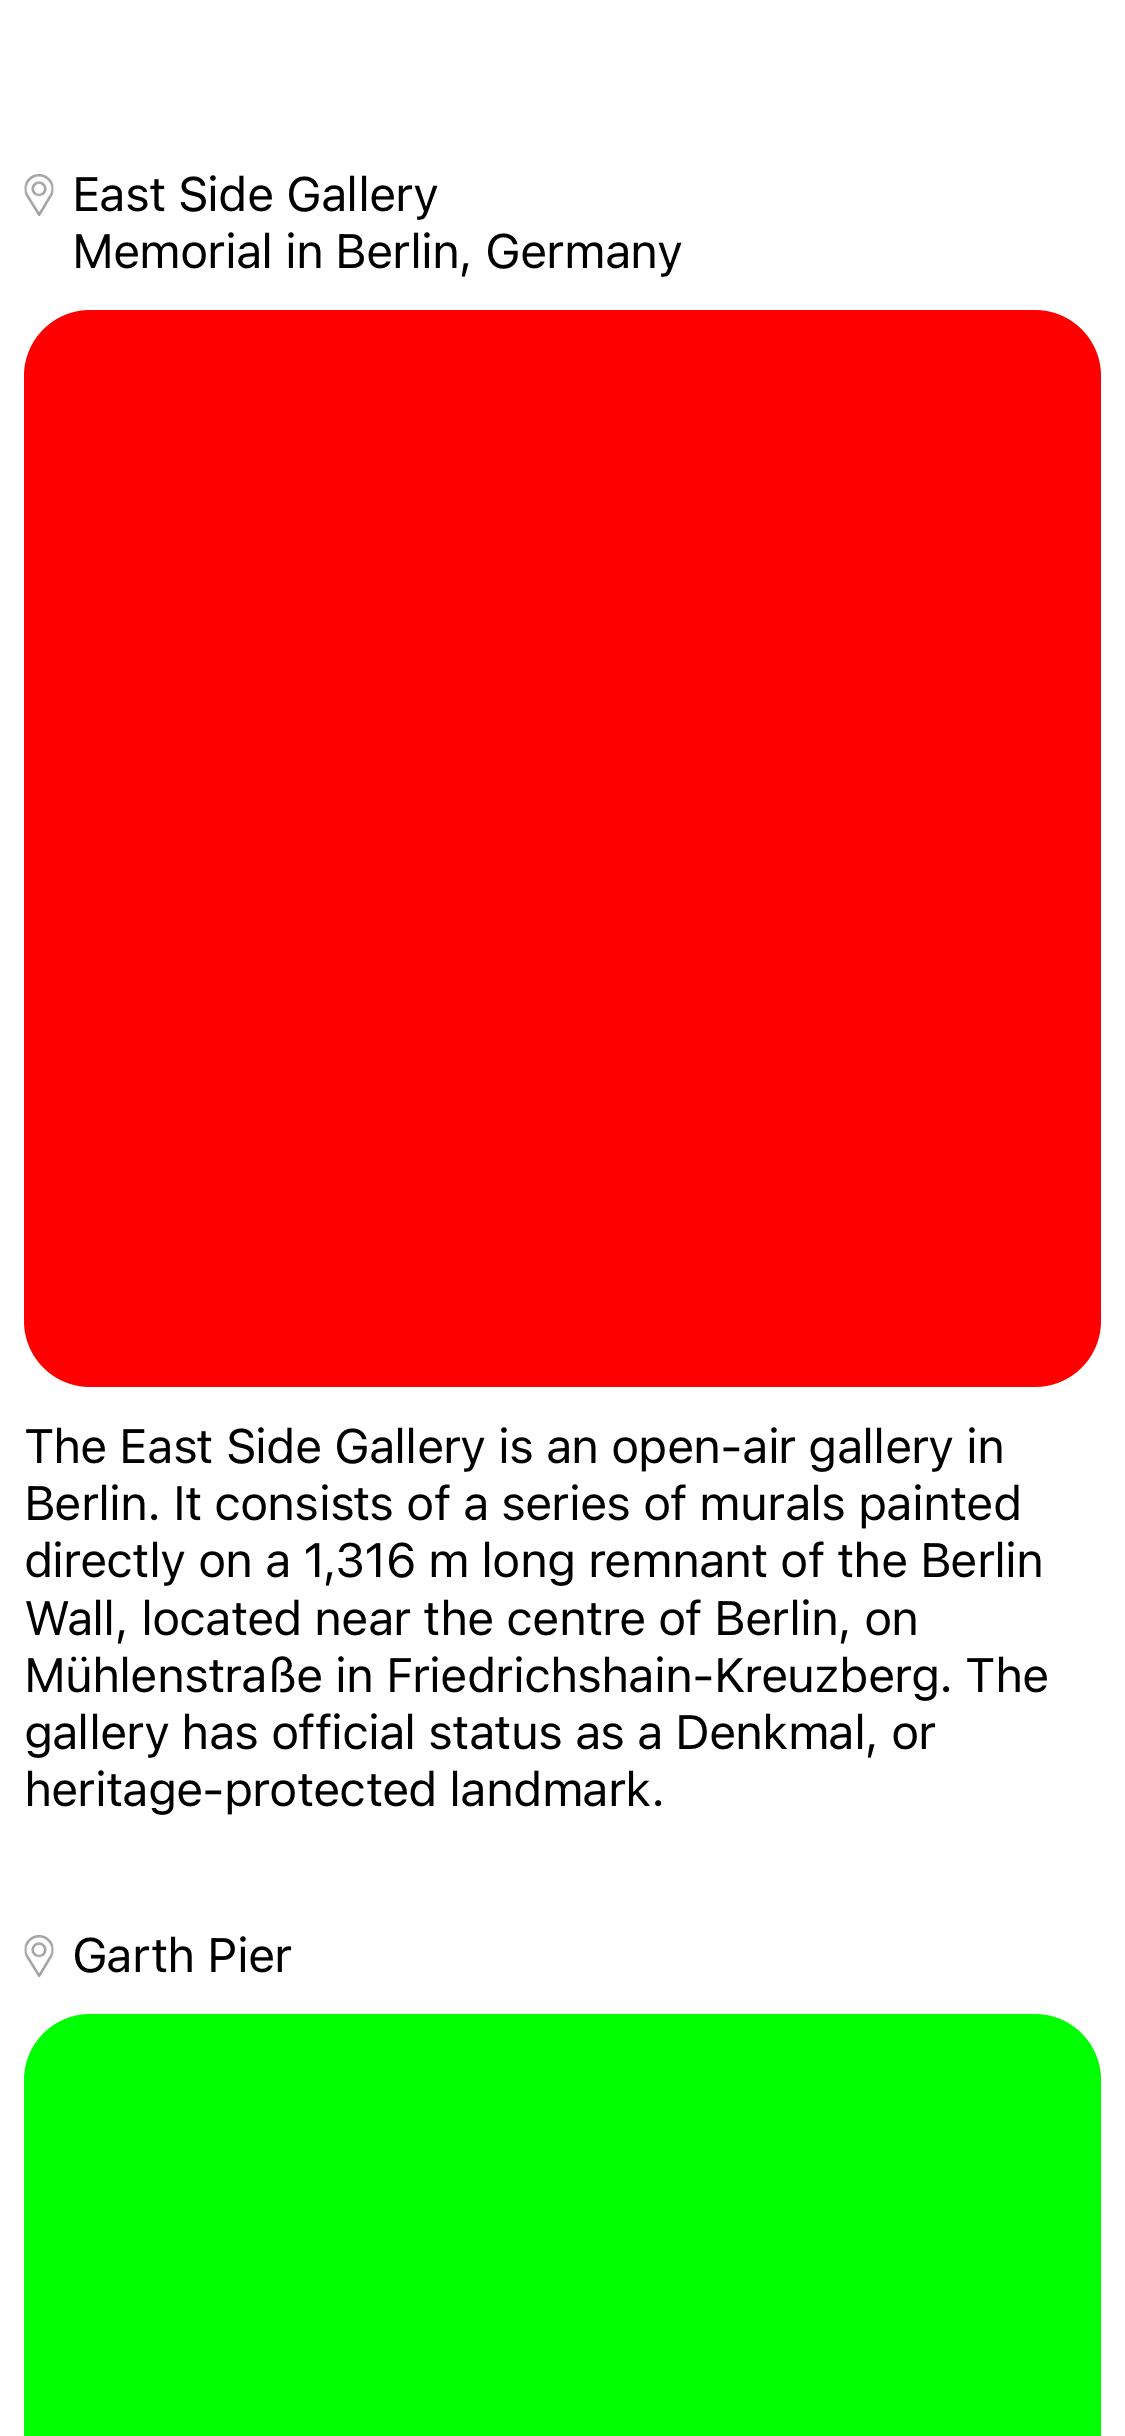 East Side Gallery
Memorial in Berlin, Germany
The East Side Gallery is an open-air gallery in
Berlin. It consists of a series of murals painted
directly on a 1,316 m long remnant of the Berlin
Wall, located near the centre of Berlin, on
Mühlenstraße in Friedrichshain-Kreuzberg. The
gallery has official status as a Denkmal, or
heritage-protected landmark.
Garth Pier